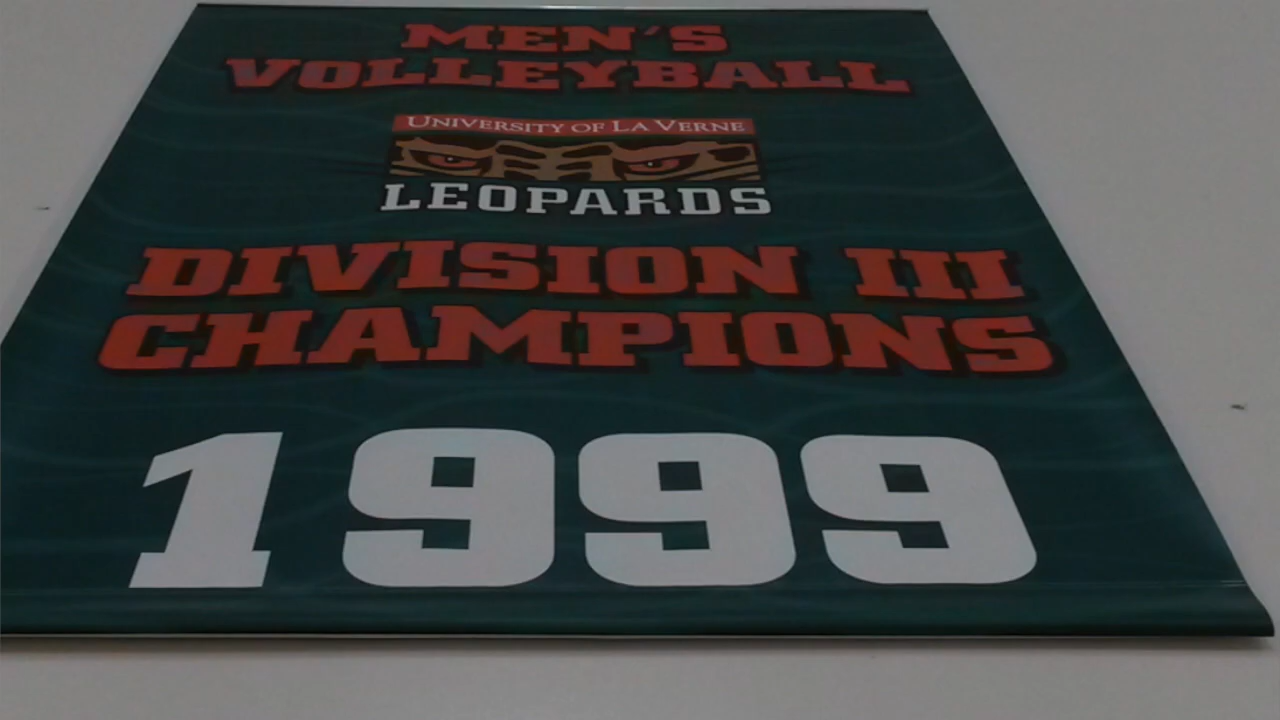 MEN'S
VOLLEYBALL
UNIVERSITY OF LA VERNE
LEOPARDS
DIVISION III
CHAMPIONS
1999